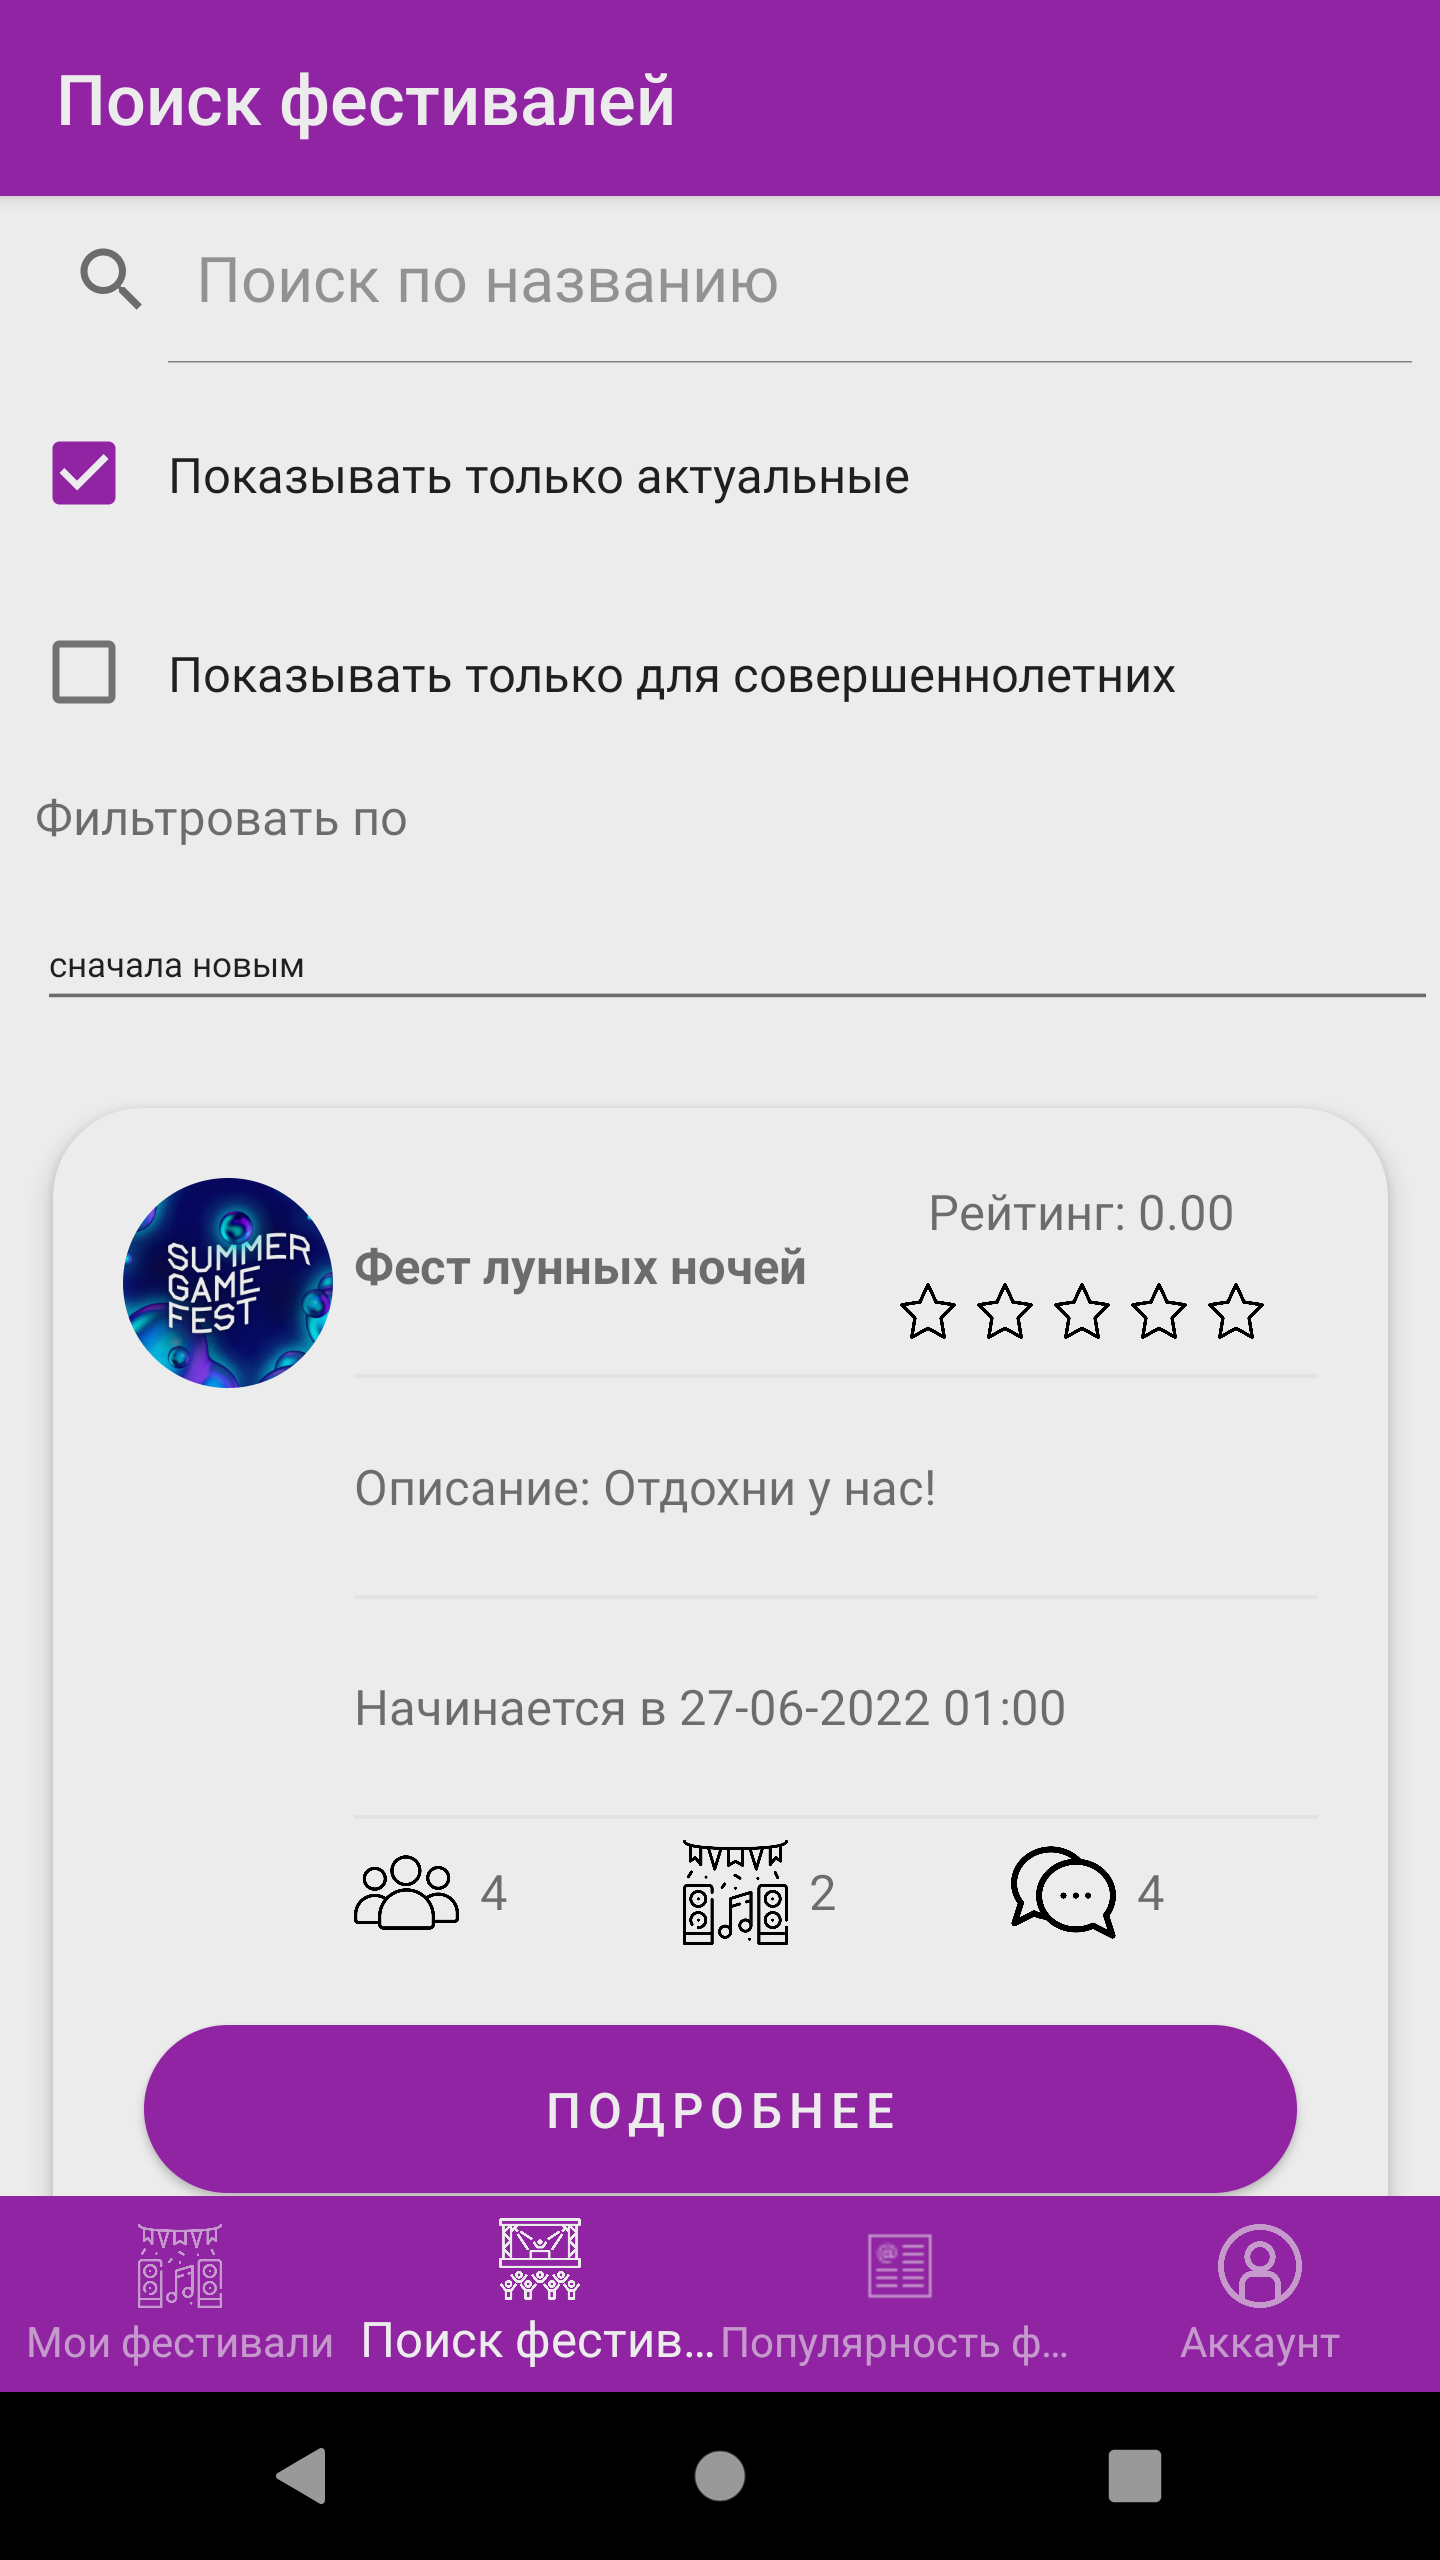 Поиск фестивалей
Поиск по названию
Показывать только актуальные
Показывать только для совершеннолетних
Фильтровать по
сначала новым
SUMMER
GAME
FEST
Фест лунных ночей
Рейтинг: 0.00
Описание: Отдохни у нас!
Начинается в 27-06-2022 01:00
4
2
4
ПОДРОБНЕЕ
Мои фестивали
Поиск фестив...
Популярность ф...
Аккаунт